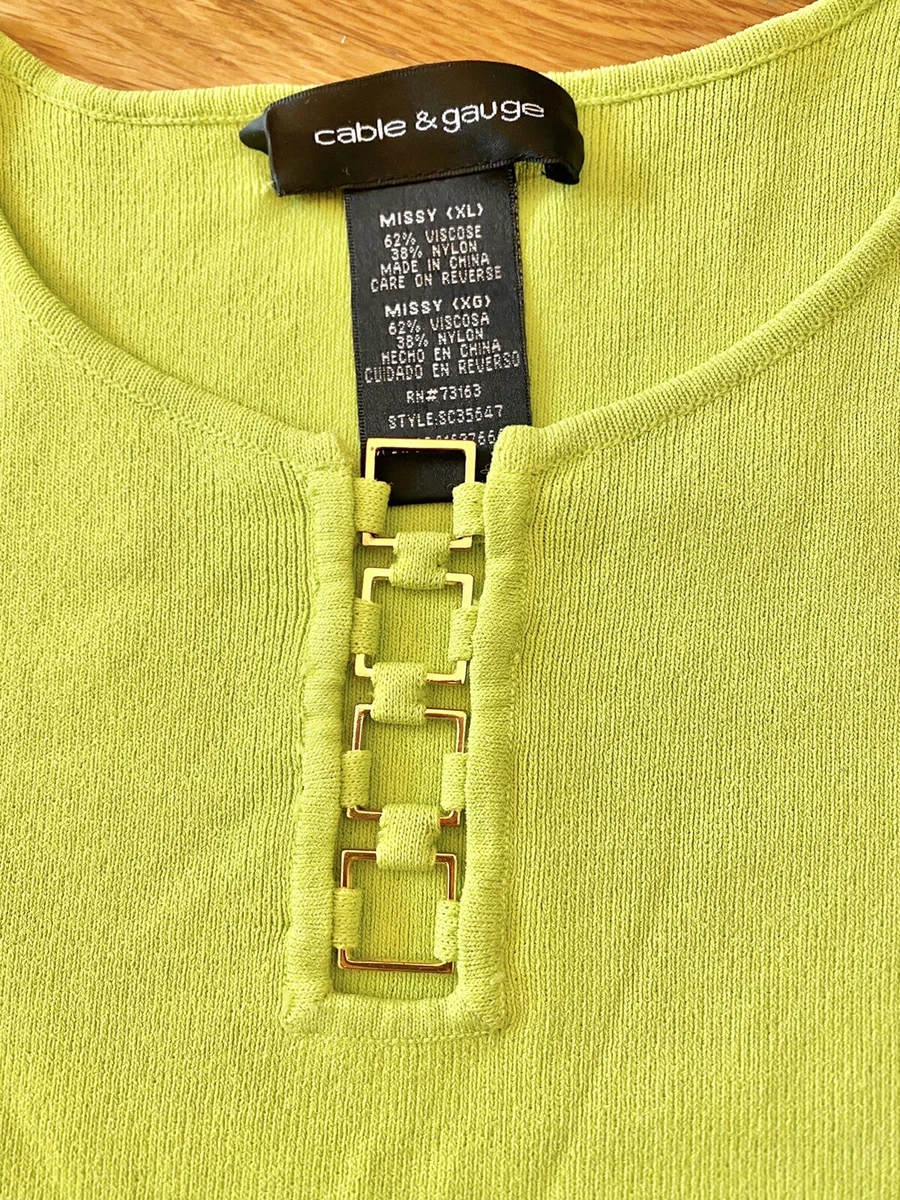 cable & gauge
MISSY (XL)
62% VISCOSE
38% NYLON
MADE IN CHINA
CARE ON REVERSE
MISSY (XG)
62% VISCOSA
38% NYLON
HECHO EN CHINA
CUIDADO EN REVERSO
RN#73163
STYLE:SC35647